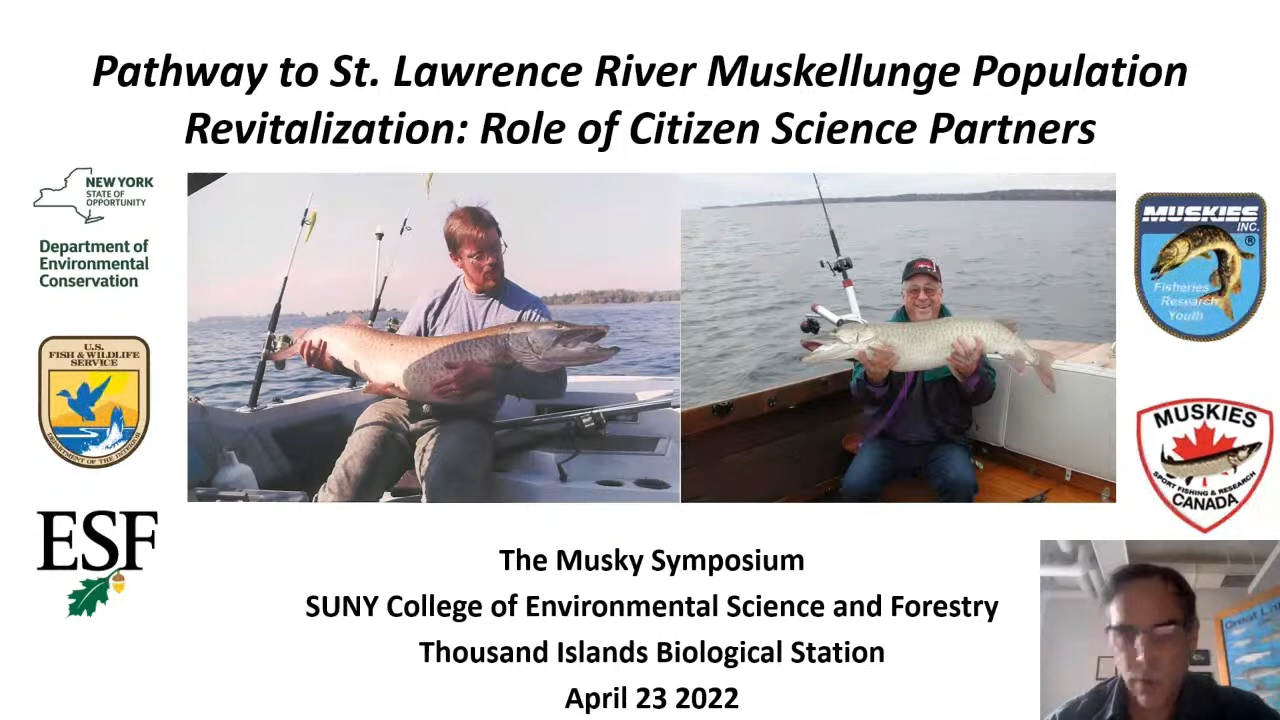 Pathway to St. Lawrence River Muskellunge Population
Revitalization: Role of Citizen Science Partners
NEW YORK
STATE OF
OPPORTUNITY
Department of
Environmental
Conservation
U.S.
FISH & WILDLIFE
SERVICE
DEPARTMENT OF THE INTERIOR
ESF
MUSKIES
INC.
®
Fisheries
Research
Youth
MUSKIES
SPORT FISHING & RESEARCH
CANADA
The Musky Symposium
SUNY College of Environmental Science and Forestry
Thousand Islands Biological Station
April 23 2022
Great